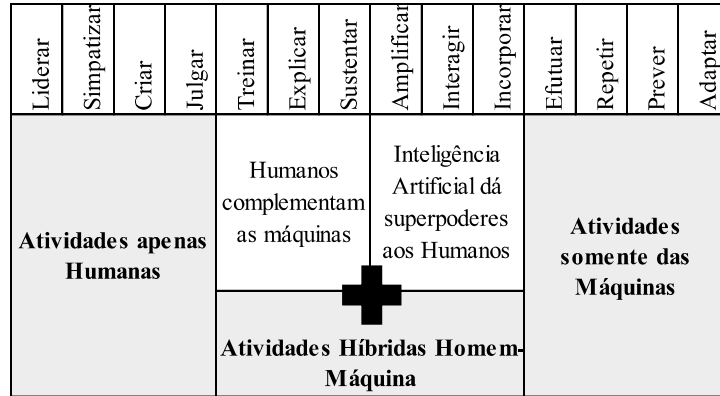 Liderar
Simpatizar
Criar
Julgar
Treinar
Explicar
Sustentar
Amplificar
Interagir
Incorporar
Efutuar
Repetir
Prever
Adaptar
Atividades apenas
Humanas
Humanos
complementam
as máquinas
Inteligência
Artificial dá
superpoderes
aos Humanos
Atividades
somente das
Máquinas
Atividades Híbridas Homem-
Máquina